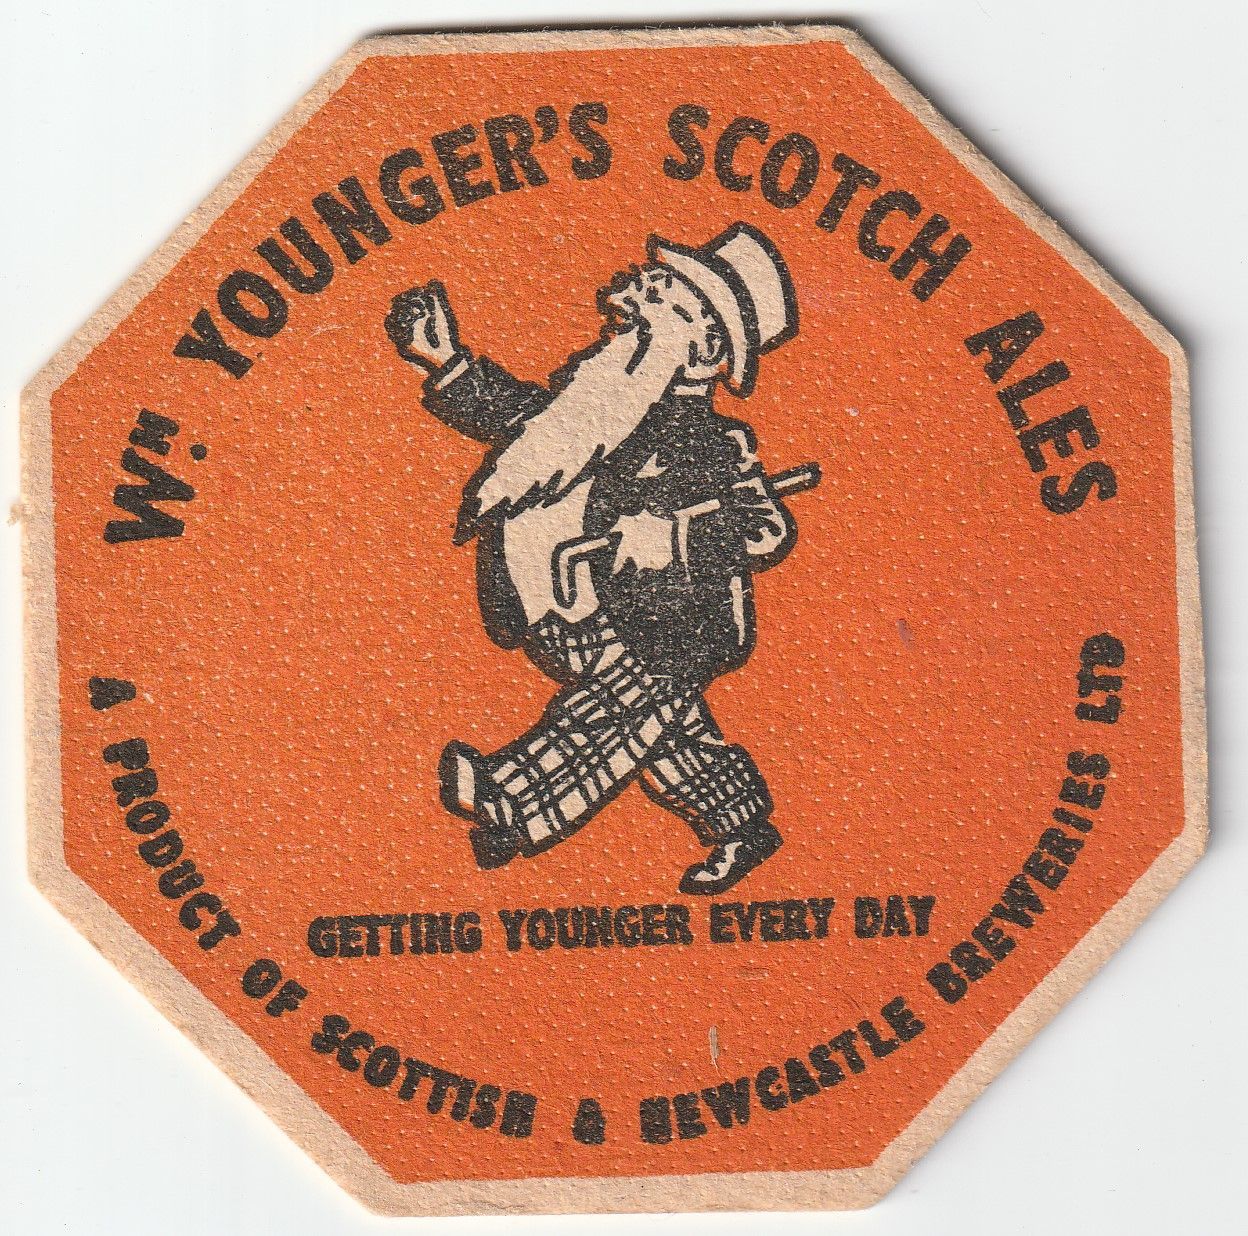 Wᴹ. YOUNGER'S SCOTCH ALES
GETTING YOUNGER EVERY DAY
A PRODUCT OF SCOTTISH & NEWCASTLE BREWERIES LTD